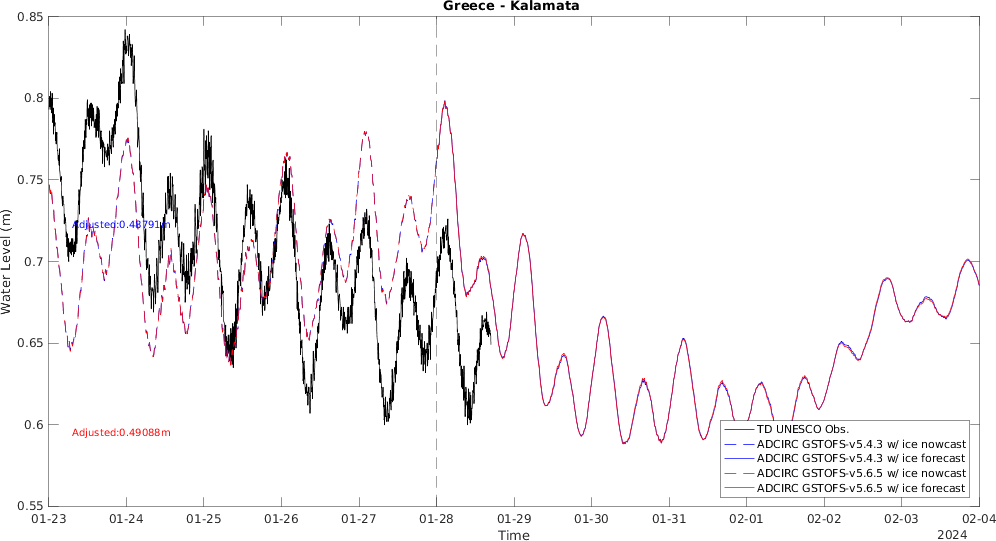 Greece - Kalamata
0.85
0.8
0.75
0.7
0.65
0.6
0.55
Water Level (m)
Adjusted:0.48791m
Adjusted:0.49088m
TD UNESCO Obs.
ADCIRC GSTOFS-v5.4.3 w/ ice nowcast
ADCIRC GSTOFS-v5.4.3 w/ ice forecast
ADCIRC GSTOFS-v5.6.5 w/ ice nowcast
ADCIRC GSTOFS-v5.6.5 w/ ice forecast
01-23 01-24 01-25 01-26 01-27 01-28 01-29 01-30 01-31 02-01 02-02 02-03 02-04
Time
2024